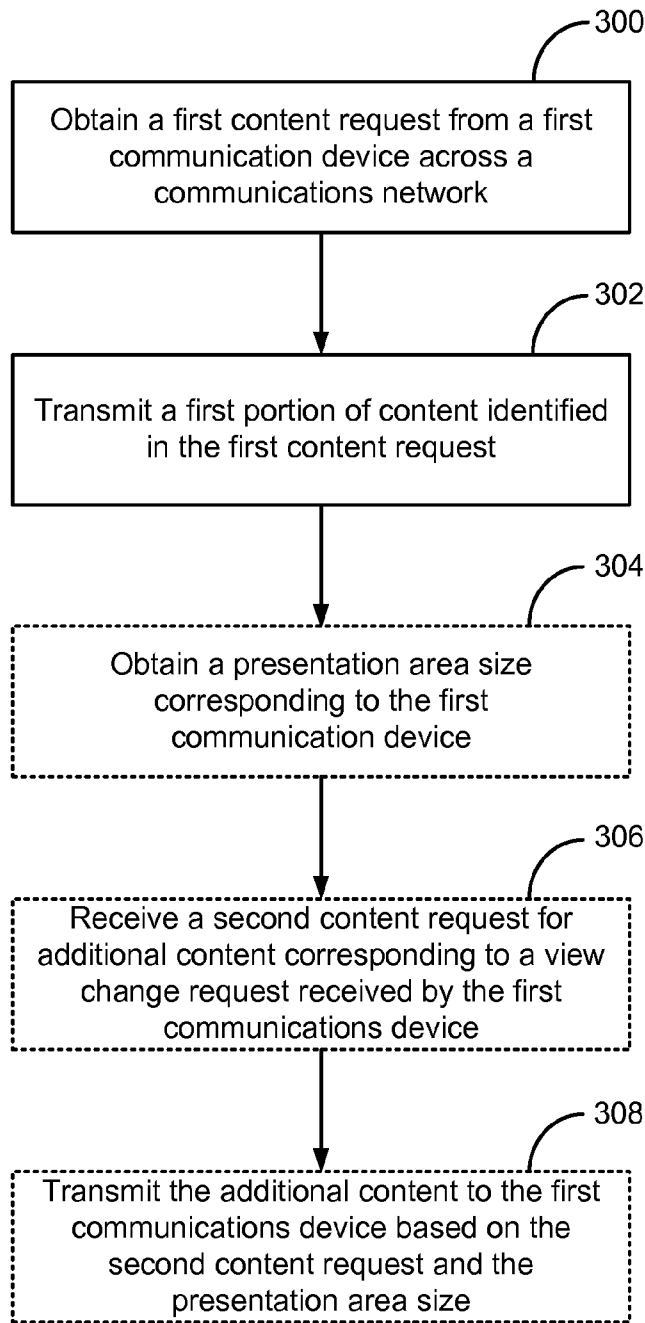 300
Obtain a first content request from a first
communication device across a
communications network
302
Transmit a first portion of content identified
in the first content request
304
Obtain a presentation area size
corresponding to the first
communication device
306
Receive a second content request for
additional content corresponding to a view
change request received by the first
communications device
308
Transmit the additional content to the first
communications device based on the
second content request and the
presentation area size